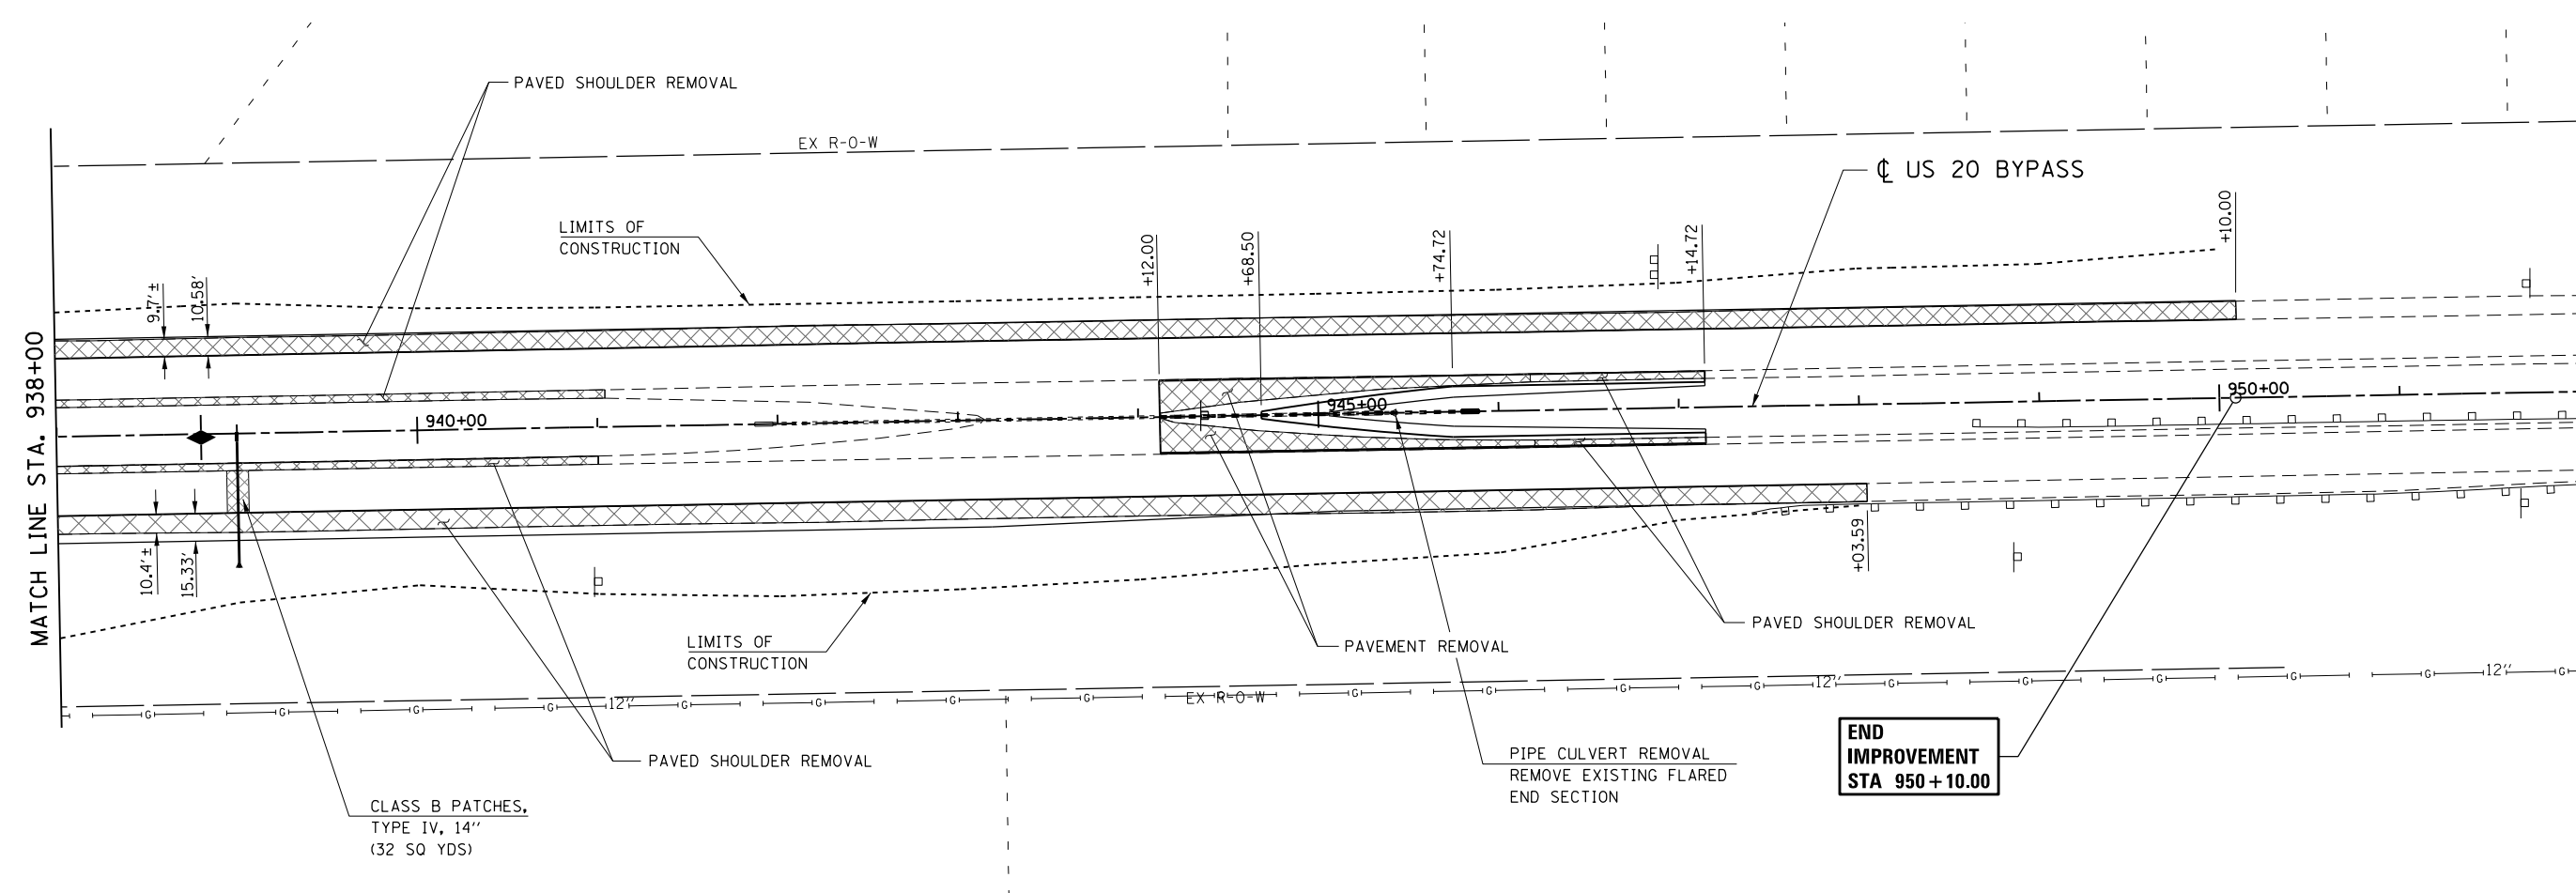 PAVED SHOULDER REMOVAL
EX R-O-W
℄ US 20 BYPASS
LIMITS OF
CONSTRUCTION
+12.00
+68.50
+74.72
+14.72
+10.00
9.7'±
10.58'
MATCH LINE STA. 938+00
940+00
945+00
950+00
10.4'±
15.33'
+03.59
LIMITS OF
CONSTRUCTION
PAVEMENT REMOVAL
PAVED SHOULDER REMOVAL
EX R-O-W
G G G G 12" G G G G G G G G 12" G G G G G 12" G
PAVED SHOULDER REMOVAL
PIPE CULVERT REMOVAL
REMOVE EXISTING FLARED
END SECTION
END
IMPROVEMENT
STA 950+10.00
CLASS B PATCHES,
TYPE IV, 14"
(32 SQ YDS)